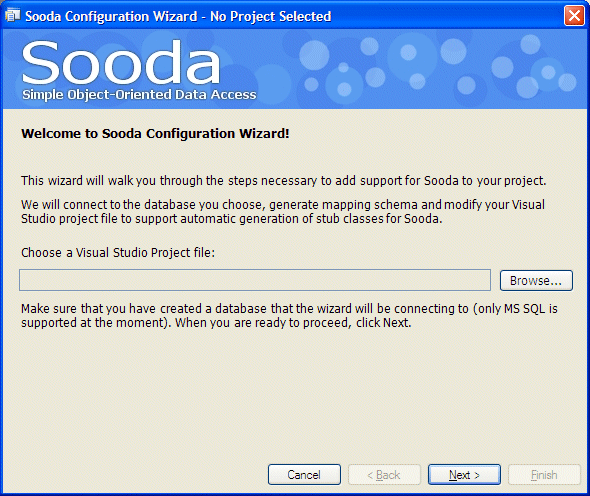 Sooda Configuration Wizard - No Project Selected
Sooda
Simple Object-Oriented Data Access
Welcome to Sooda Configuration Wizard!
This wizard will walk you through the steps necessary to add support for Sooda to your project.
We will connect to the database you choose, generate mapping schema and modify your Visual
Studio project file to support automatic generation of stub classes for Sooda.
Choose a Visual Studio Project file:
Browse...
Make sure that you have created a database that the wizard will be connecting to (only MS SQL is
supported at the moment). When you are ready to proceed, click Next.
Cancel < Back Next > Finish